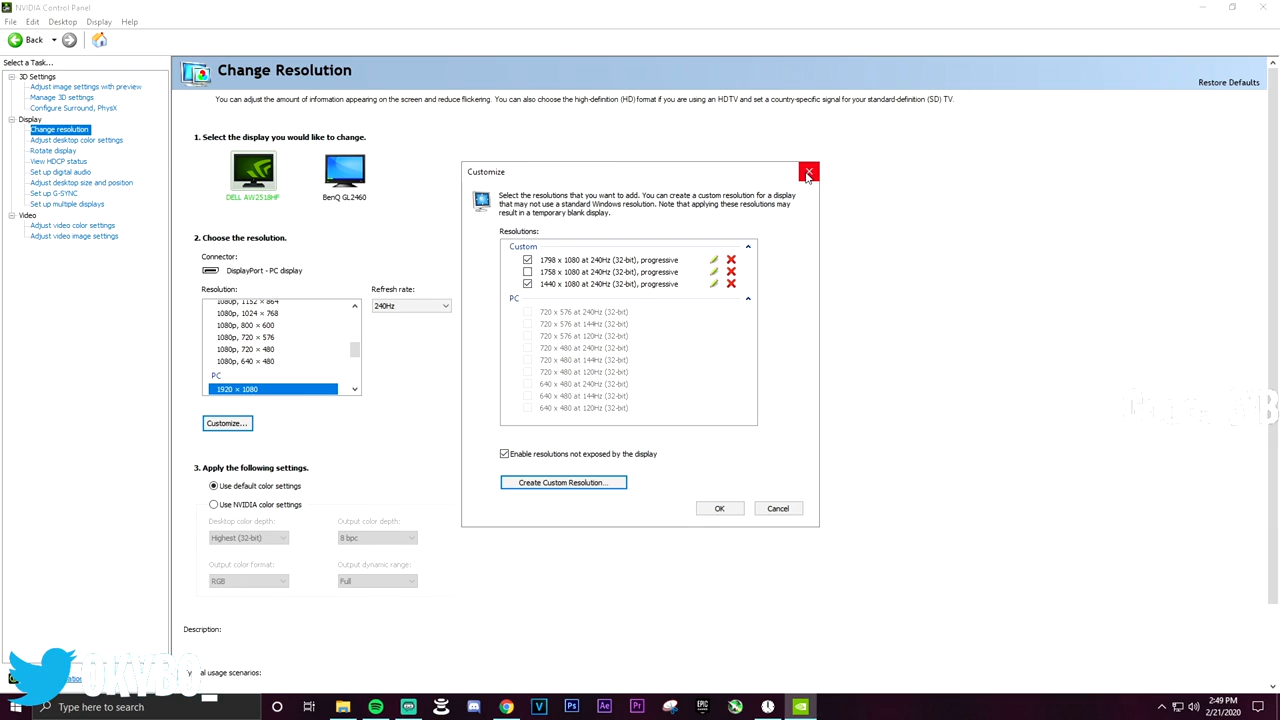 NVIDIA Control Panel
File Edit Desktop Display Help
Back
Select a Task...
3D Settings
Adjust image settings with preview
Manage 3D settings
Configure Surround, PhysX
Display
Change resolution
Adjust desktop color settings
Rotate display
View HDCP status
Set up digital audio
Adjust desktop size and position
Set up G-SYNC
Set up multiple displays
Video
Adjust video color settings
Adjust video image settings
Change Resolution
Restore Defaults
You can adjust the amount of information appearing on the screen and reduce flickering. You can also choose the high-definition (HD) format if you are using an HDTV and set a country-specific signal for your standard-definition (SD) TV.
1. Select the display you would like to change.
DELL AW2518HF
BenQ GL2460
2. Choose the resolution.
Connector:
DisplayPort - PC display
Resolution:
Refresh rate:
240Hz
1080p, 1152 × 864
1080p, 1024 × 768
1080p, 800 × 600
1080p, 720 × 576
1080p, 720 × 480
1080p, 640 × 480
PC
1920 × 1080
Customize...
3. Apply the following settings.
Use default color settings
Use NVIDIA color settings
Desktop color depth:
Output color depth:
Highest (32-bit)
8 bpc
Output color format:
Output dynamic range:
RGB
Full
Description:
usage scenarios:
Customize
Select the resolutions that you want to add. You can create a custom resolution for a display
that may not use a standard Windows resolution. Note that applying these resolutions may
result in a temporary blank display.
Resolutions:
Custom
1798 x 1080 at 240Hz (32-bit), progressive
1758 x 1080 at 240Hz (32-bit), progressive
1440 x 1080 at 240Hz (32-bit), progressive
PC
720 x 576 at 240Hz (32-bit)
720 x 576 at 144Hz (32-bit)
720 x 576 at 120Hz (32-bit)
720 x 480 at 240Hz (32-bit)
720 x 480 at 144Hz (32-bit)
720 x 480 at 120Hz (32-bit)
640 x 480 at 240Hz (32-bit)
640 x 480 at 144Hz (32-bit)
640 x 480 at 120Hz (32-bit)
Enable resolutions not exposed by the display
Create Custom Resolution...
OK
Cancel
OKYBO
Type here to search
V
Ps
Ae
Pr
EPIC
2:49 PM
2/21/2020